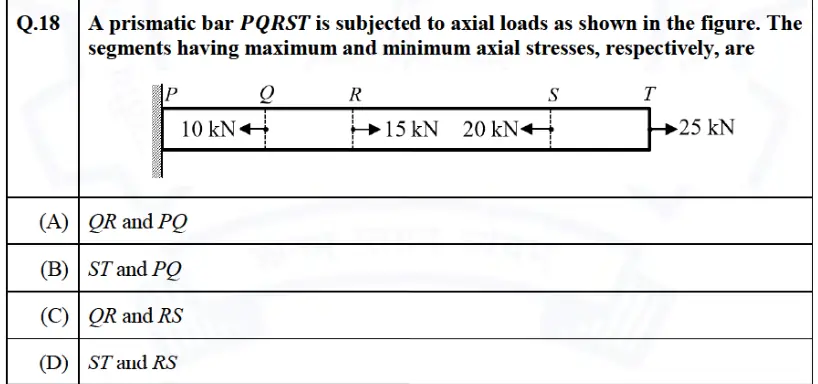 Q.18 A prismatic bar PQRST is subjected to axial loads as shown in the figure. The
segments having maximum and minimum axial stresses, respectively, are
P Q R S T
10 kN 15 kN 20 kN 25 kN
(A) QR and PQ
(B) ST and PQ
(C) QR and RS
(D) ST and RS